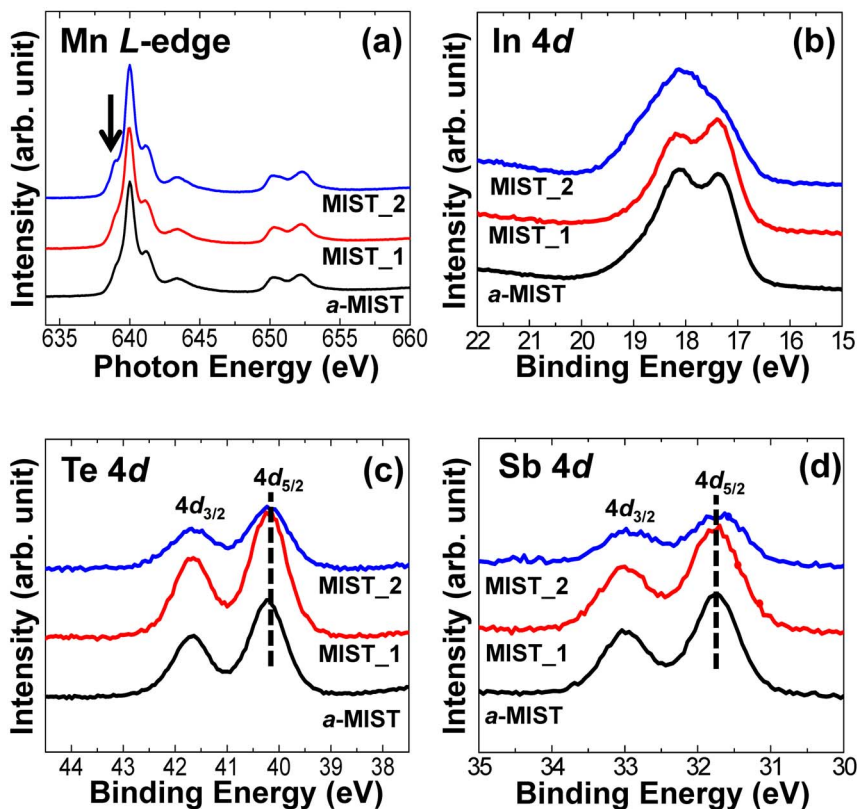 Mn L-edge (a)
Intensity (arb. unit)
MIST_2
MIST_1
a-MIST
635 640 645 650 655 660
Photon Energy (eV)
In 4d (b)
Intensity (arb. unit)
MIST_2
MIST_1
a-MIST
22 21 20 19 18 17 16 15
Binding Energy (eV)
Te 4d (c)
4d3/2 4d5/2
Intensity (arb. unit)
MIST_2
MIST_1
a-MIST
44 43 42 41 40 39 38
Binding Energy (eV)
Sb 4d (d)
4d3/2 4d5/2
Intensity (arb. unit)
MIST_2
MIST_1
a-MIST
35 34 33 32 31 30
Binding Energy (eV)